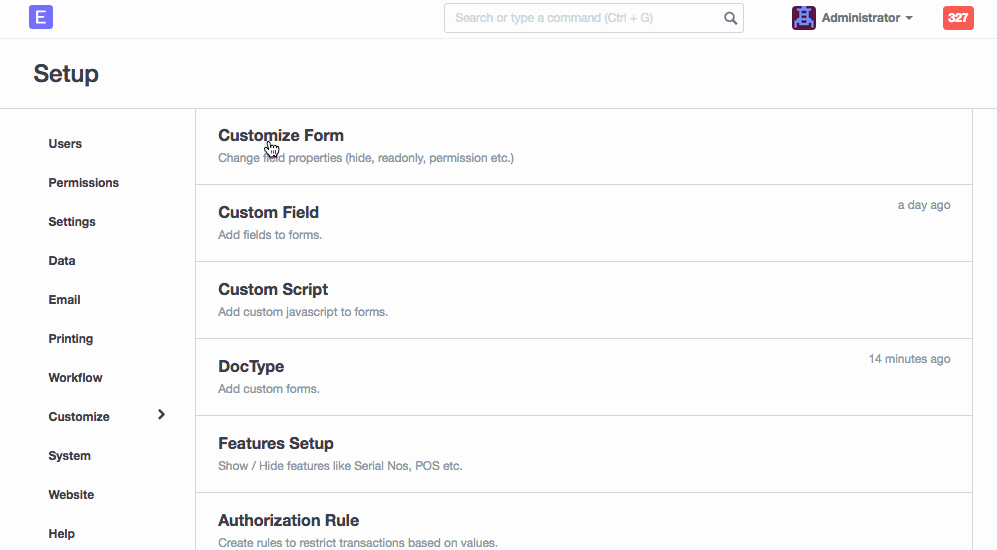 E
Search or type a command (Ctrl + G)
Administrator
327
Setup
Users
Permissions
Settings
Data
Email
Printing
Workflow
Customize
System
Website
Help
Customize Form
Change field properties (hide, readonly, permission etc.)
Custom Field
a day ago
Add fields to forms.
Custom Script
Add custom javascript to forms.
DocType
14 minutes ago
Add custom forms.
Features Setup
Show / Hide features like Serial Nos, POS etc.
Authorization Rule
Create rules to restrict transactions based on values.